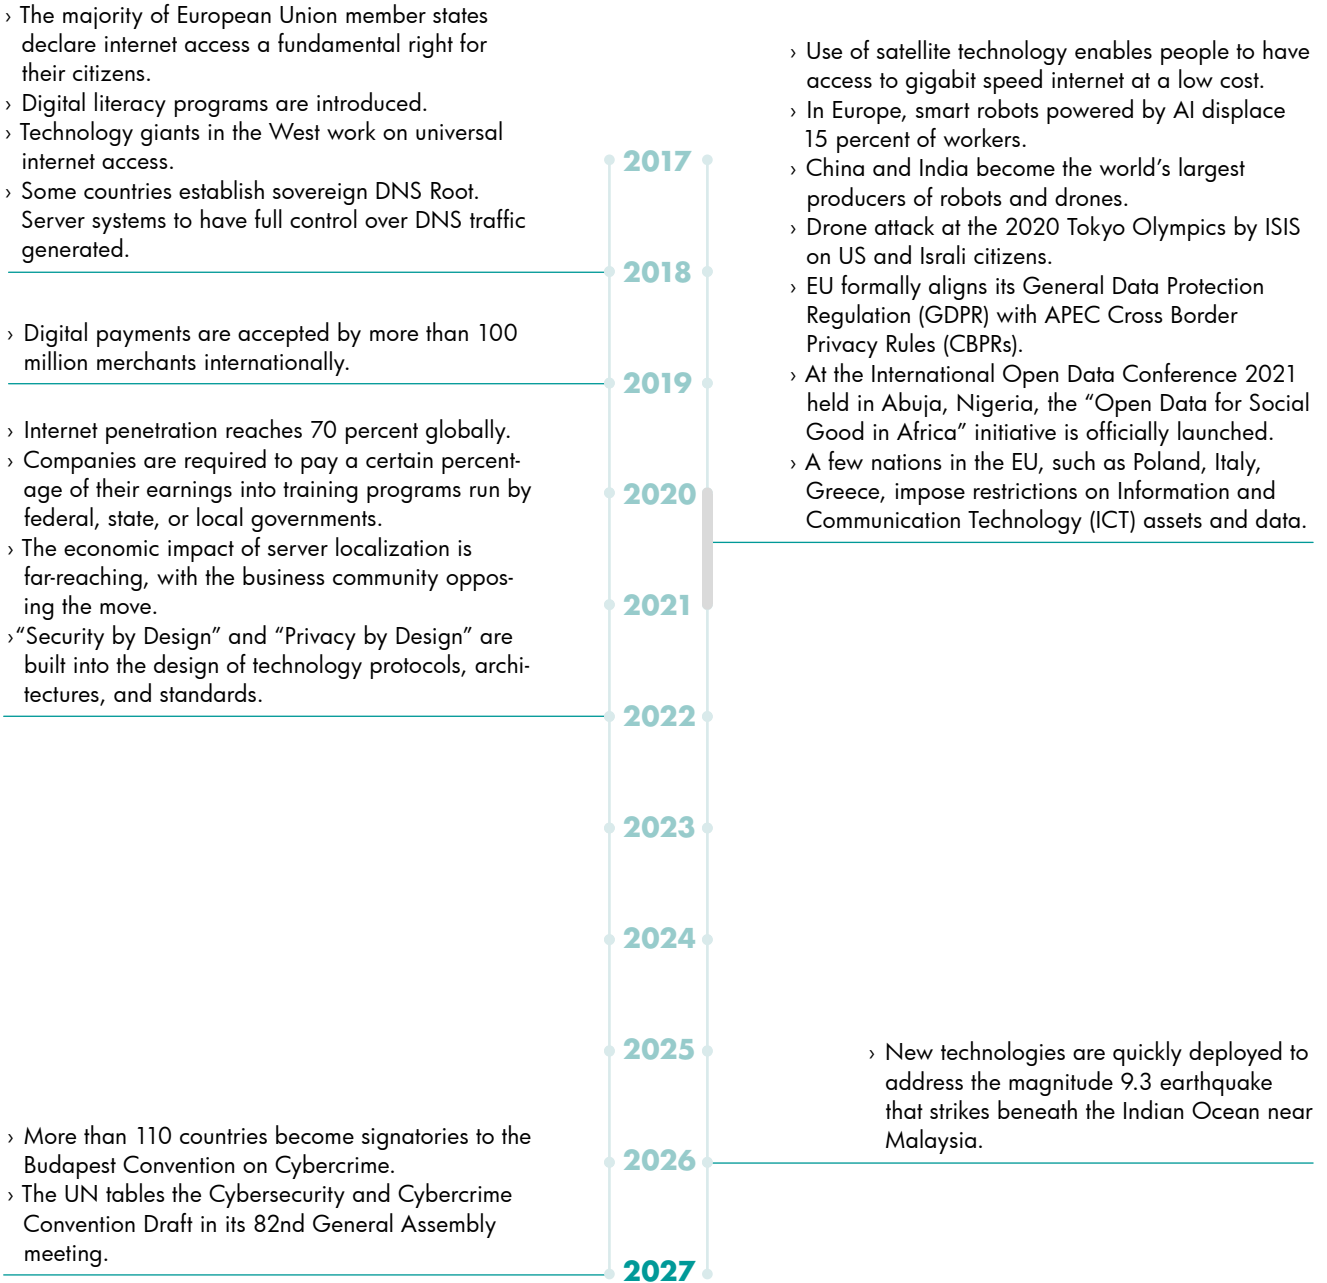 › The majority of European Union member states
declare internet access a fundamental right for
their citizens.
› Digital literacy programs are introduced.
› Technology giants in the West work on universal
internet access.
› Some countries establish sovereign DNS Root.
Server systems to have full control over DNS traffic
generated.
› Digital payments are accepted by more than 100
million merchants internationally.
› Internet penetration reaches 70 percent globally.
› Companies are required to pay a certain percent-
age of their earnings into training programs run by
federal, state, or local governments.
› The economic impact of server localization is
far-reaching, with the business community oppos-
ing the move.
›“Security by Design” and “Privacy by Design” are
built into the design of technology protocols, archi-
tectures, and standards.
› More than 110 countries become signatories to the
Budapest Convention on Cybercrime.
› The UN tables the Cybersecurity and Cybercrime
Convention Draft in its 82nd General Assembly
meeting.
2017
2018
2019
2020
2021
2022
2023
2024
2025
2026
2027
› Use of satellite technology enables people to have
access to gigabit speed internet at a low cost.
› In Europe, smart robots powered by AI displace
15 percent of workers.
› China and India become the world’s largest
producers of robots and drones.
› Drone attack at the 2020 Tokyo Olympics by ISIS
on US and Israli citizens.
› EU formally aligns its General Data Protection
Regulation (GDPR) with APEC Cross Border
Privacy Rules (CBPRs).
› At the International Open Data Conference 2021
held in Abuja, Nigeria, the “Open Data for Social
Good in Africa” initiative is officially launched.
› A few nations in the EU, such as Poland, Italy,
Greece, impose restrictions on Information and
Communication Technology (ICT) assets and data.
› New technologies are quickly deployed to
address the magnitude 9.3 earthquake
that strikes beneath the Indian Ocean near
Malaysia.